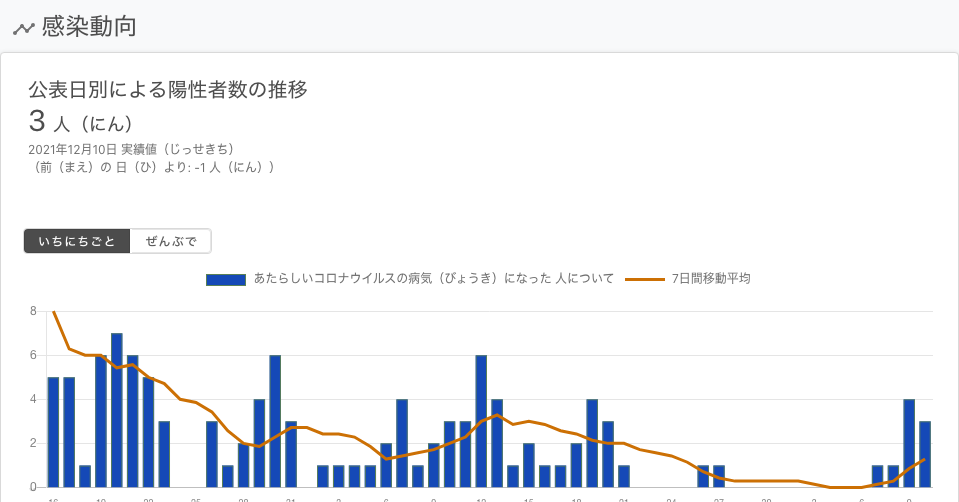 感染動向
公表日別による陽性者数の推移
3 人（にん）
2021年12月10日 実績値（じっせきち）
（前（まえ）の 日（ひ）より: -1 人（にん））
いちにちごと ぜんぶで
あたらしいコロナウイルスの病気（びょうき）になった 人について 7日間移動平均
8
6
4
2
0